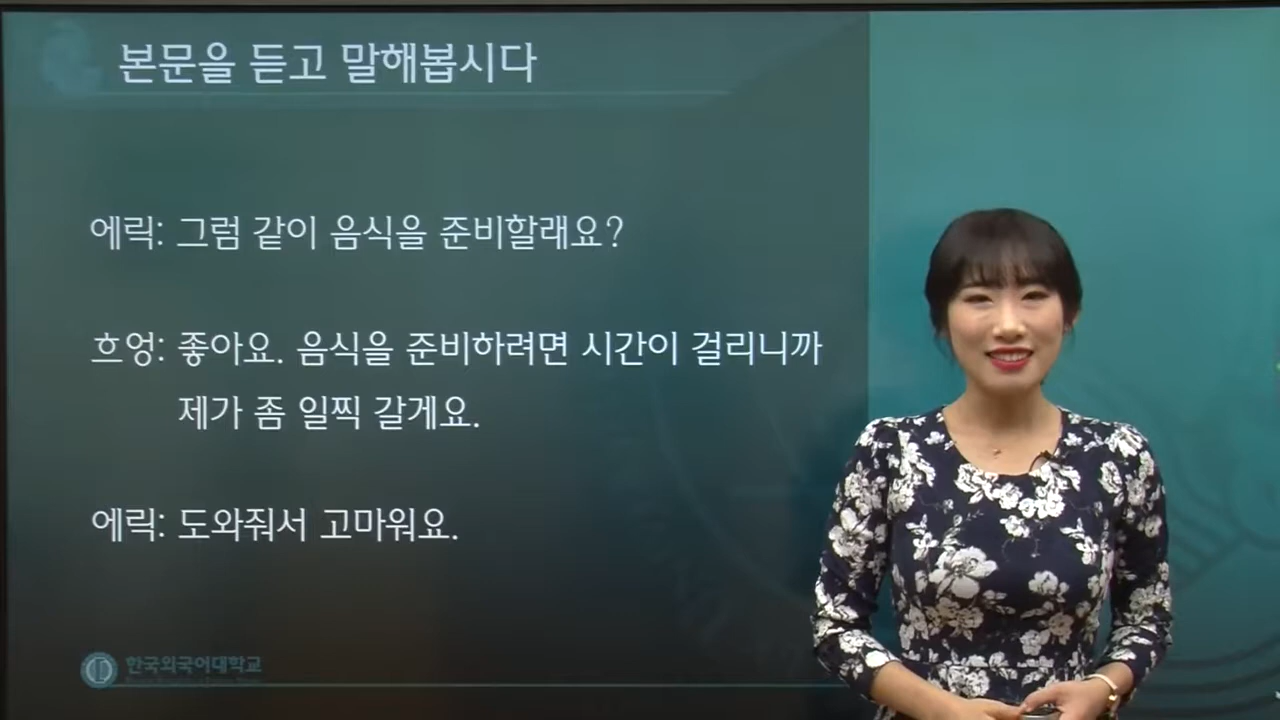 본문을 듣고 말해봅시다
에릭: 그럼 같이 음식을 준비할래요?
흐엉: 좋아요. 음식을 준비하려면 시간이 걸리니까
제가 좀 일찍 갈게요.
에릭: 도와줘서 고마워요.
한국외국어대학교